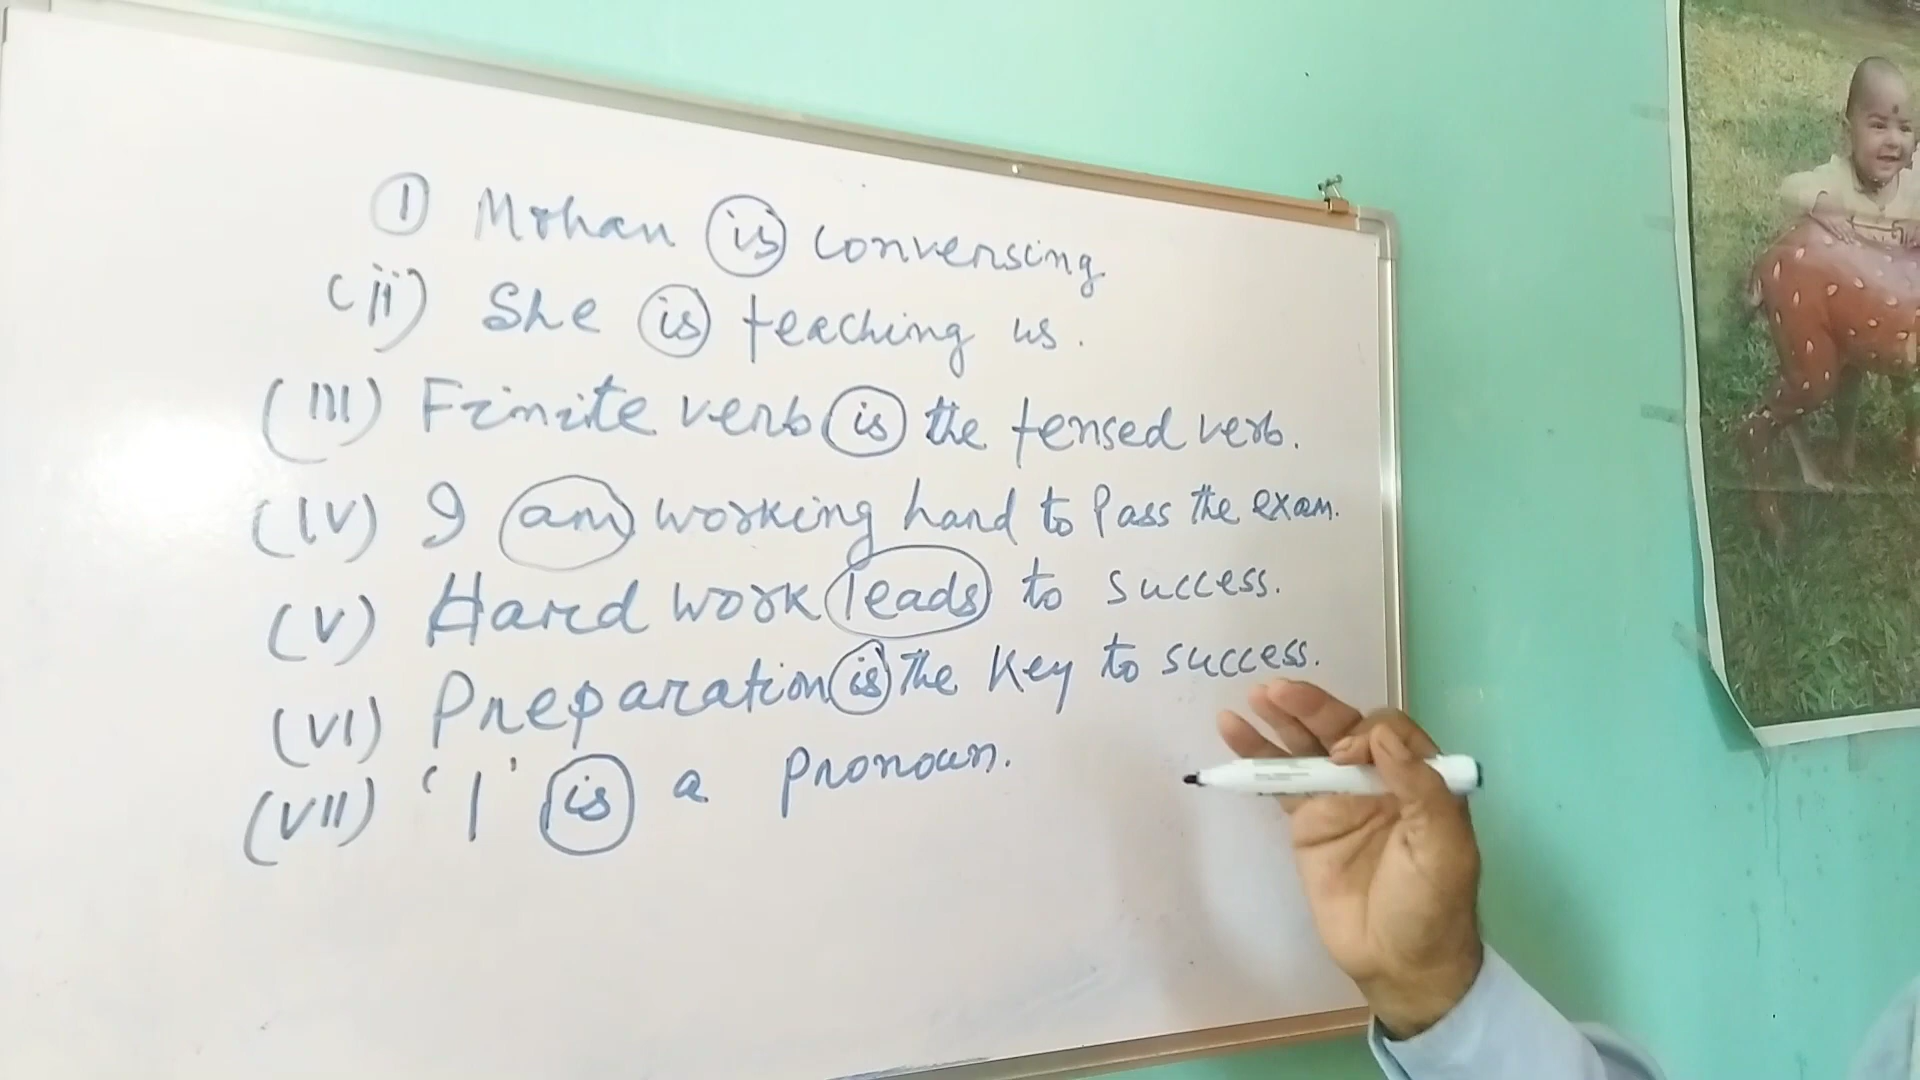 ① Mohan is conversing.
(ii) She is teaching us.
(III) Finite verb is the tensed verb.
(IV) I am working hard to Pass the exam.
(V) Hard work leads to success.
(VI) Preparation is the Key to success.
(VII) 'I' is a pronoun.